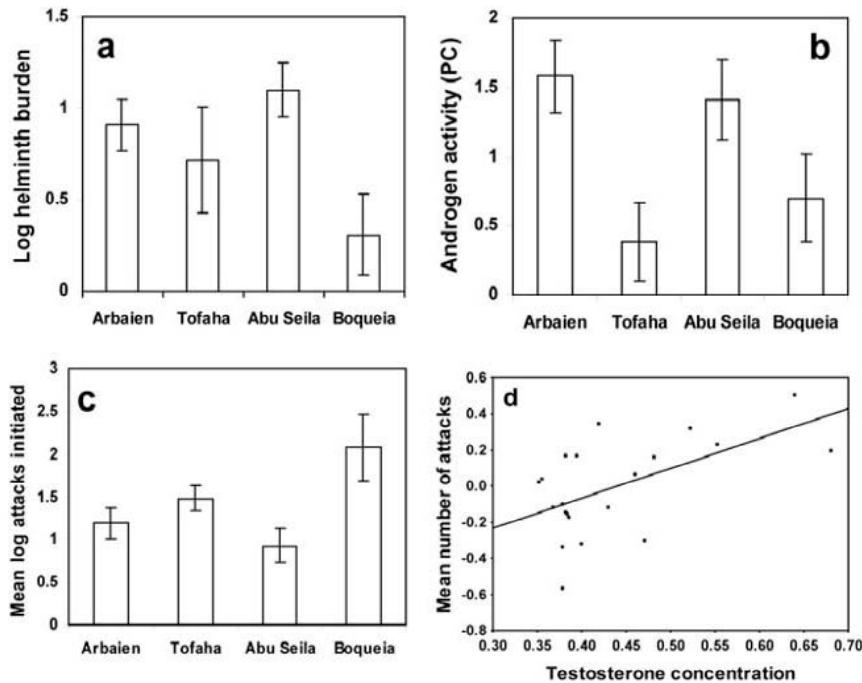 a
Log helminth burden
1.5
1
0.5
0
Arbaien Tofaha Abu Seila Boqueia
b
Androgen activity (PC)
2
1.5
1
0.5
0
Arbaien Tofaha Abu Seila Boqueia
c
Mean log attacks initiated
3
2.5
2
1.5
1
0.5
0
Arbaien Tofaha Abu Seila Boqueia
d
Mean number of attacks
0.6
0.4
0.2
0.0
-0.2
-0.4
-0.6
-0.8
0.30 0.35 0.40 0.45 0.50 0.55 0.60 0.65 0.70
Testosterone concentration